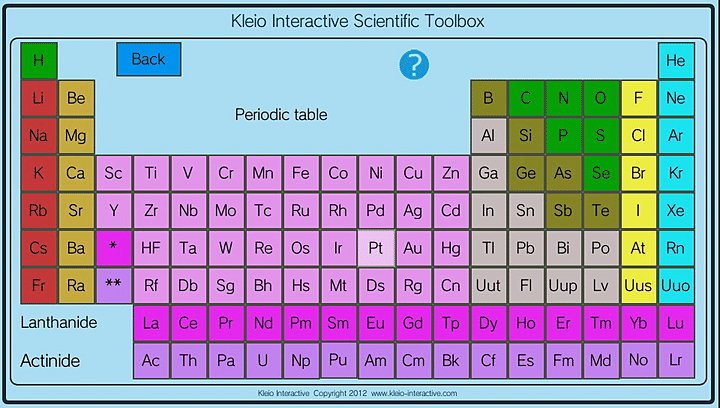 Kleio Interactive Scientific Toolbox
H Back ? He
Li Be B C N O F Ne
Periodic table
Na Mg Al Si P S Cl Ar
K Ca Sc Ti V Cr Mn Fe Co Ni Cu Zn Ga Ge As Se Br Kr
Rb Sr Y Zr Nb Mo Tc Ru Rh Pd Ag Cd In Sn Sb Te I Xe
Cs Ba * HF Ta W Re Os Ir Pt Au Hg Tl Pb Bi Po At Rn
Fr Ra ** Rf Db Sg Bh Hs Mt Ds Rg Cn Uut Fl Uup Lv Uus Uuo
Lanthanide La Ce Pr Nd Pm Sm Eu Gd Tp Dy Ho Er Tm Yb Lu
Actinide Ac Th Pa U Np Pu Am Cm Bk Cf Es Fm Md No Lr
Kleio Interactive Copyright 2012 www.kleio-interactive.com